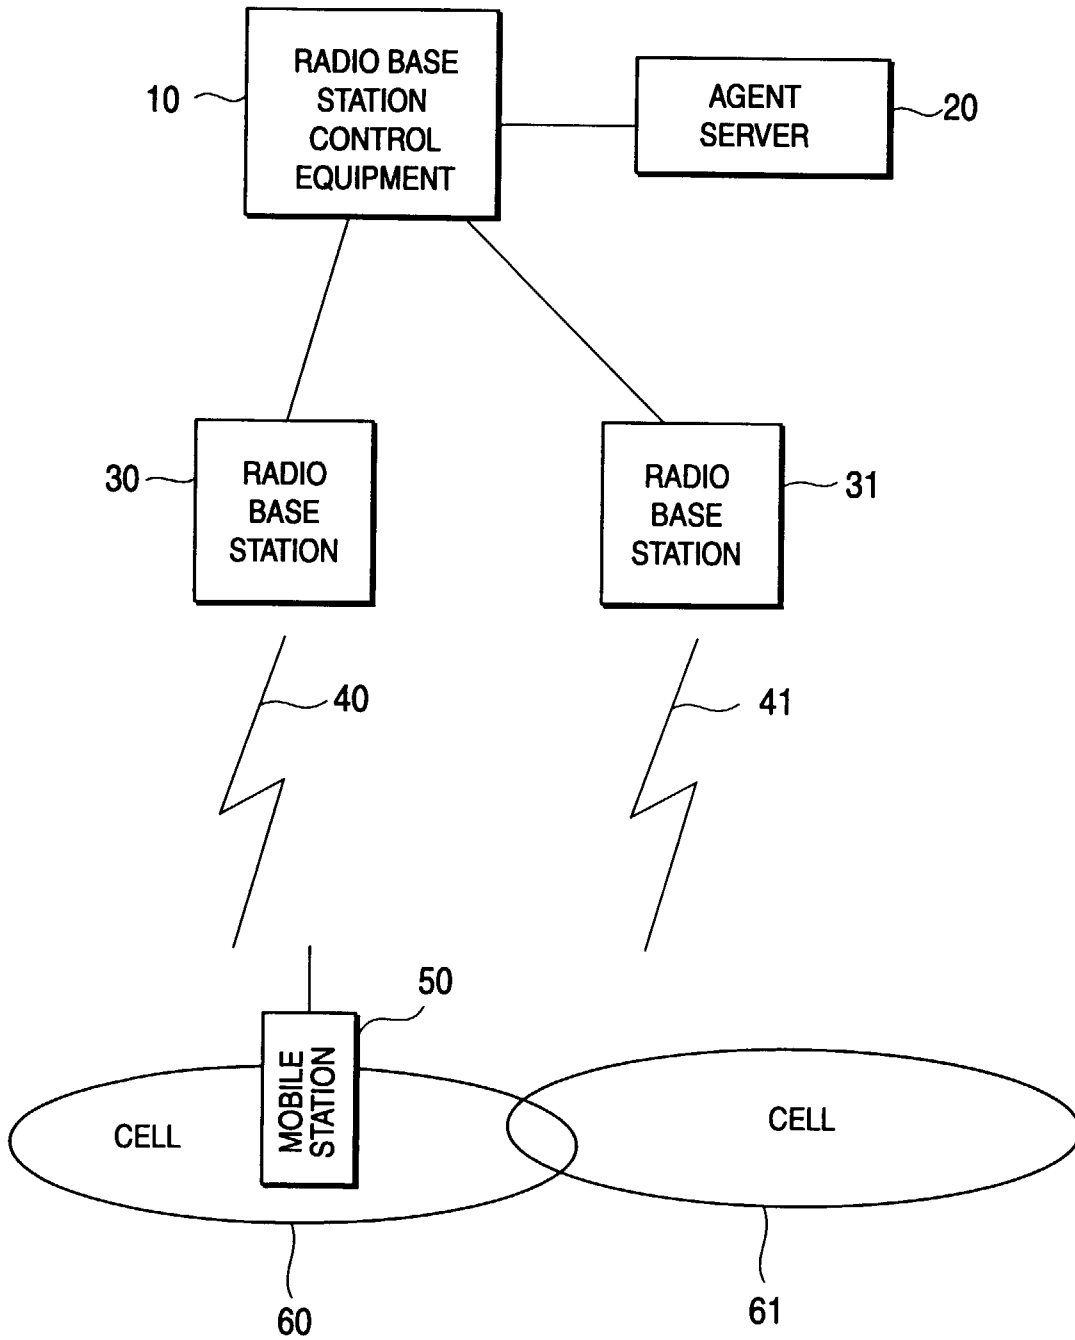 RADIO BASE
STATION
CONTROL
EQUIPMENT
10
AGENT
SERVER
20
30
RADIO
BASE
STATION
RADIO
BASE
STATION
31
40
41
50
MOBILE
STATION
CELL
CELL
60
61